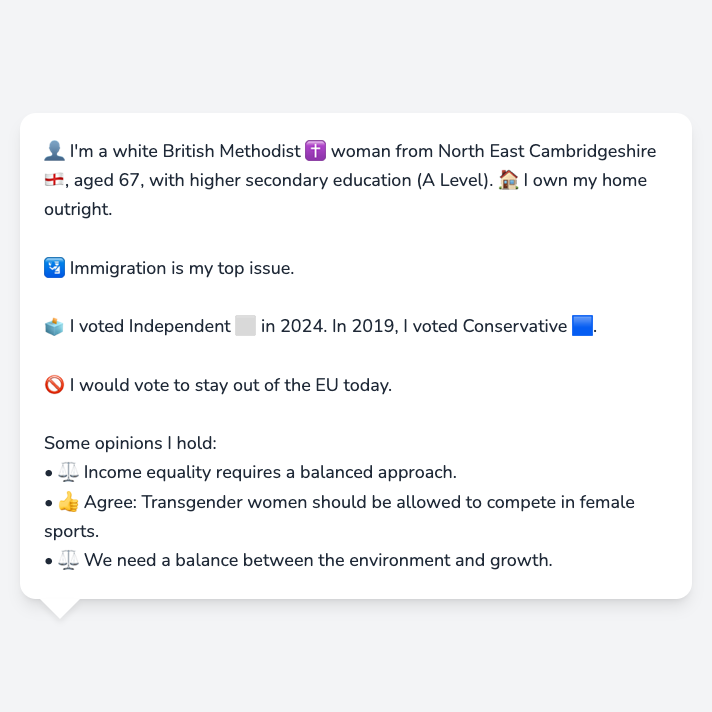 👤 I'm a white British Methodist ✝️ woman from North East Cambridgeshire
🏴󠁧󠁢󠁥󠁮󠁧󠁿, aged 67, with higher secondary education (A Level). 🏠 I own my home
outright.
🛂 Immigration is my top issue.
🗳️ I voted Independent ⬜ in 2024. In 2019, I voted Conservative 🟦.
🚫 I would vote to stay out of the EU today.
Some opinions I hold:
• ⚖️ Income equality requires a balanced approach.
• 👍 Agree: Transgender women should be allowed to compete in female
sports.
• ⚖️ We need a balance between the environment and growth.